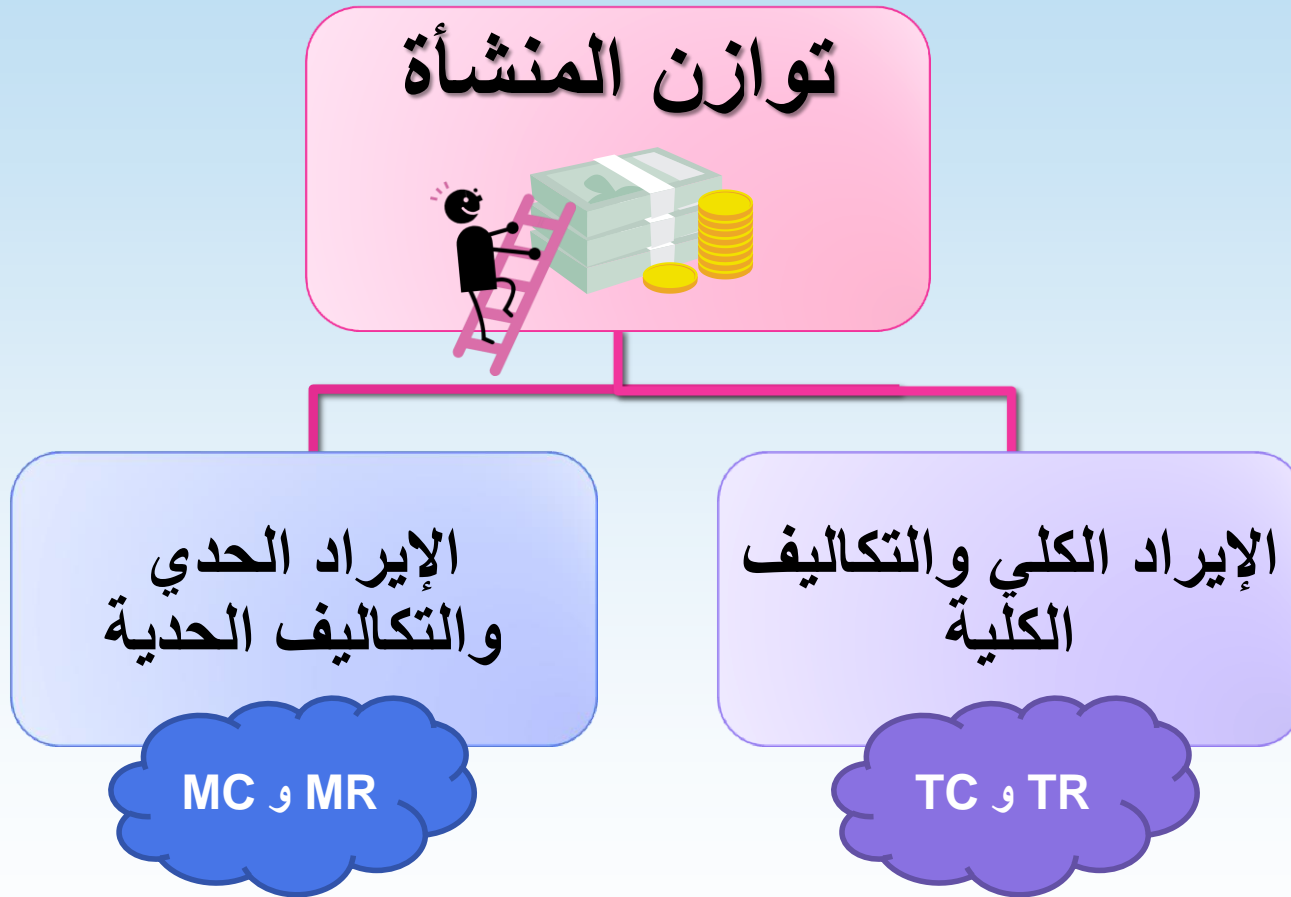 توازن المنشأة
الإيراد الكلي والتكاليف
الكلية
TR و TC
الإيراد الحدي
والتكاليف الحدية
MR و MC